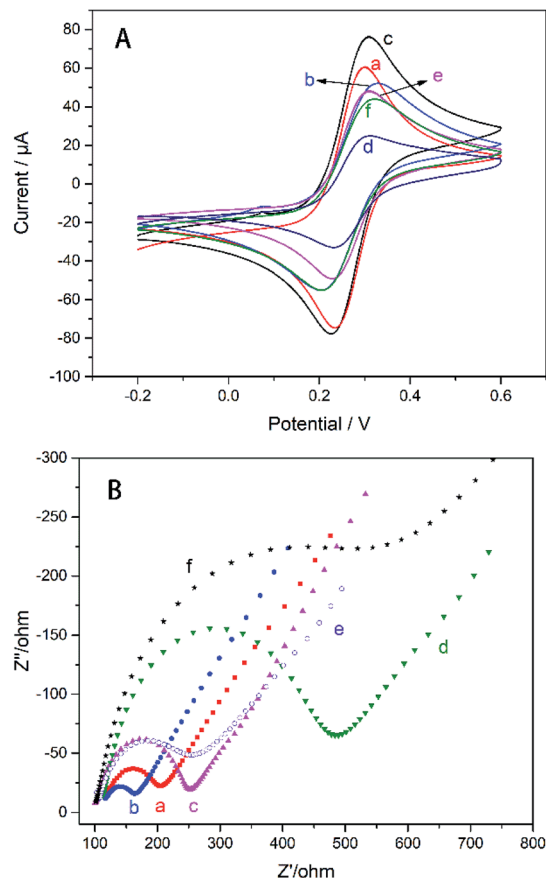 A
80
60
40
20
0
-20
-40
-60
-80
-100
Current / µA
c
a
b
e
f
d
-0.2
0.0
0.2
0.4
0.6
Potential / V
B
-300
-250
-200
-150
-100
-50
0
Z''/ohm
f
d
e
b
a
c
100
200
300
400
500
600
700
800
Z'/ohm